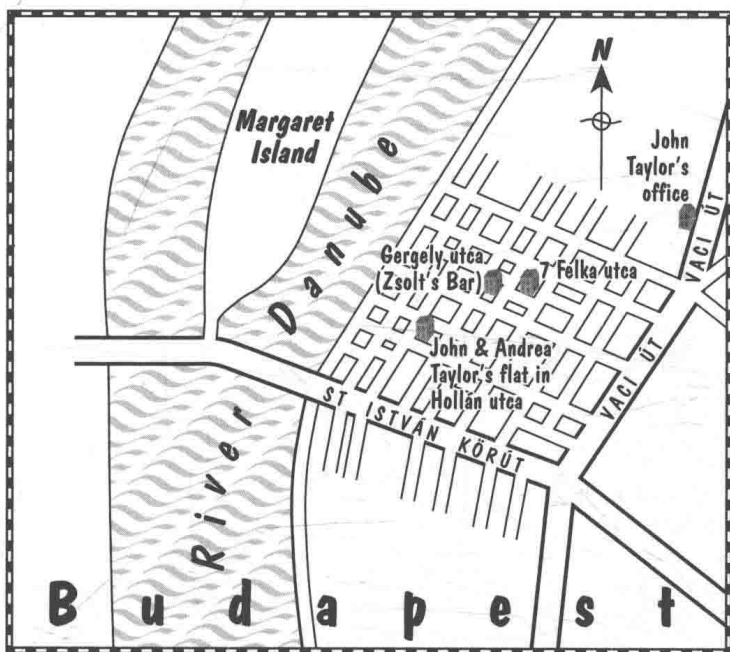 N
Margaret
Island
John
Taylor's
office
Danube
VACI ÚT
Gergely utca
(Zsolt's Bar)
7 Felka utca
John & Andrea
Taylor's flat in
Hollán utca
VACI ÚT
ST ISTVÁN KÖRÚT
River
Budapest